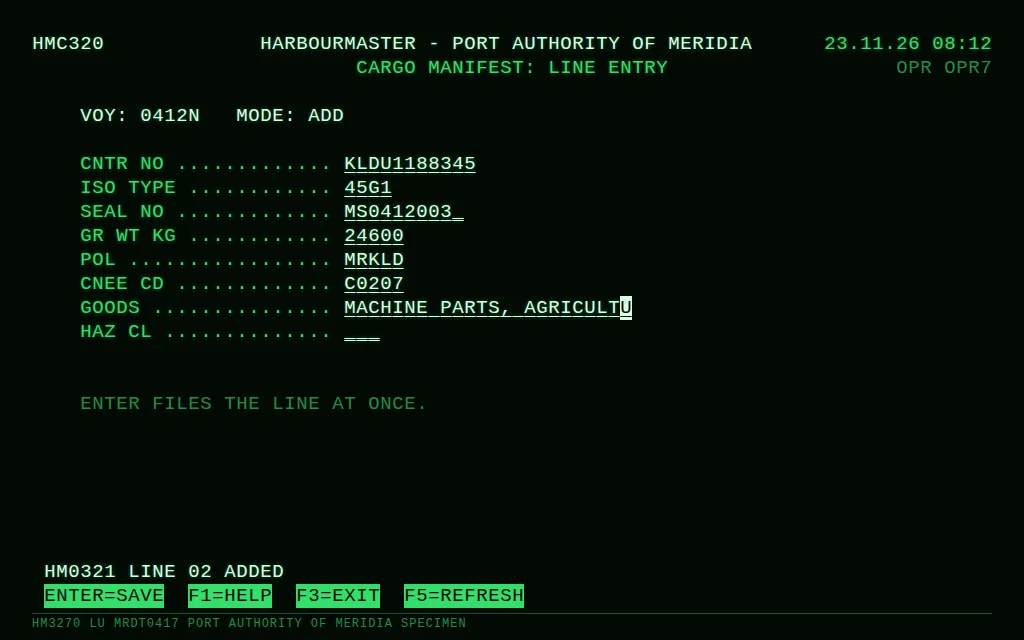 HMC320 HARBOURMASTER - PORT AUTHORITY OF MERIDIA 23.11.26 08:12
CARGO MANIFEST: LINE ENTRY OPR OPR7
VOY: 0412N MODE: ADD
CNTR NO ............. KLDU1188345
ISO TYPE ............ 45G1
SEAL NO ............. MS0412003_
GR WT KG ............ 24600
POL ................. MRKLD
CNEE CD ............. C0207
GOODS ............... MACHINE PARTS, AGRICULTU
HAZ CL .............. ___
ENTER FILES THE LINE AT ONCE.
HM0321 LINE 02 ADDED
ENTER=SAVE F1=HELP F3=EXIT F5=REFRESH
HM3270 LU MRDT0417 PORT AUTHORITY OF MERIDIA SPECIMEN